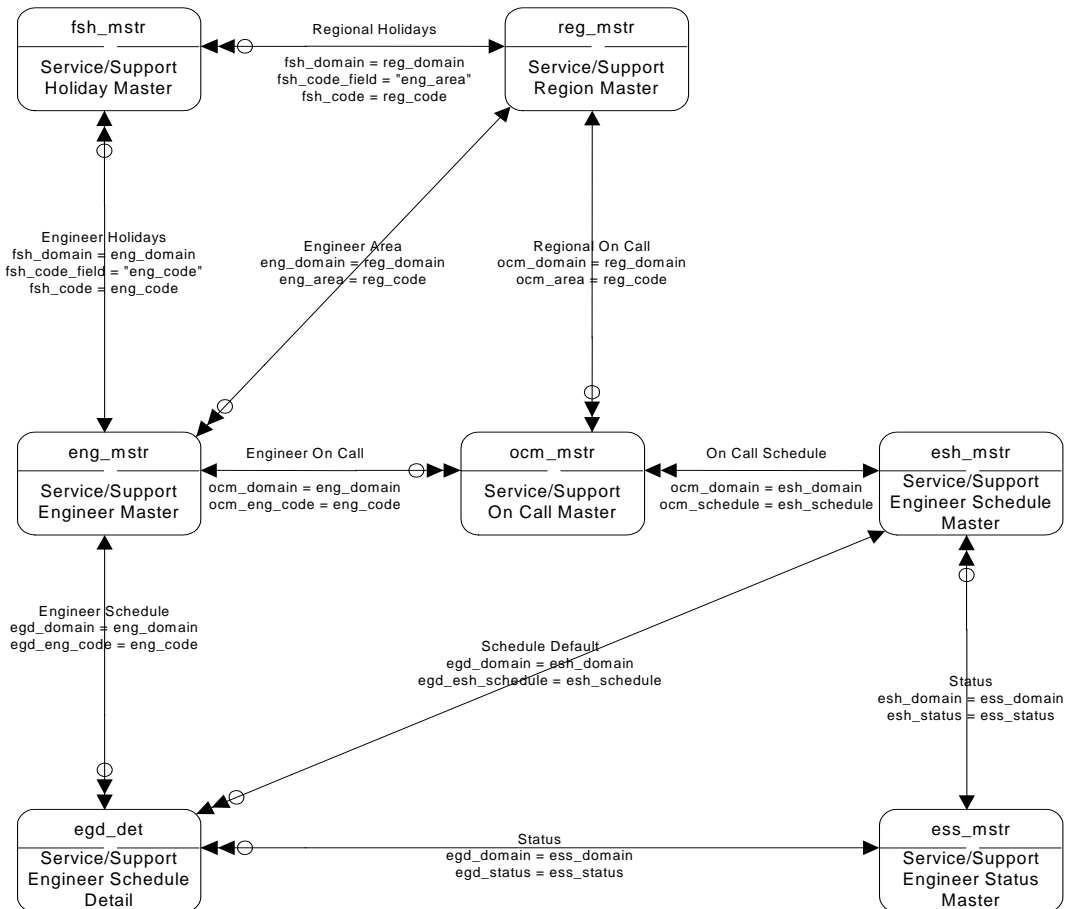 fsh_mstr
Service/Support
Holiday Master
Regional Holidays
fsh_domain = reg_domain
fsh_code_field = "eng_area"
fsh_code = reg_code
reg_mstr
Service/Support
Region Master
Engineer Holidays
fsh_domain = eng_domain
fsh_code_field = "eng_code"
fsh_code = eng_code
Engineer Area
eng_domain = reg_domain
eng_area = reg_code
Regional On Call
ocm_domain = reg_domain
ocm_area = reg_code
eng_mstr
Service/Support
Engineer Master
Engineer On Call
ocm_domain = eng_domain
ocm_eng_code = eng_code
ocm_mstr
Service/Support
On Call Master
On Call Schedule
ocm_domain = esh_domain
ocm_schedule = esh_schedule
esh_mstr
Service/Support
Engineer Schedule
Master
Engineer Schedule
egd_domain = eng_domain
egd_eng_code = eng_code
Schedule Default
egd_domain = esh_domain
egd_esh_schedule = esh_schedule
Status
esh_domain = ess_domain
esh_status = ess_status
egd_det
Service/Support
Engineer Schedule
Detail
Status
egd_domain = ess_domain
egd_status = ess_status
ess_mstr
Service/Support
Engineer Status
Master